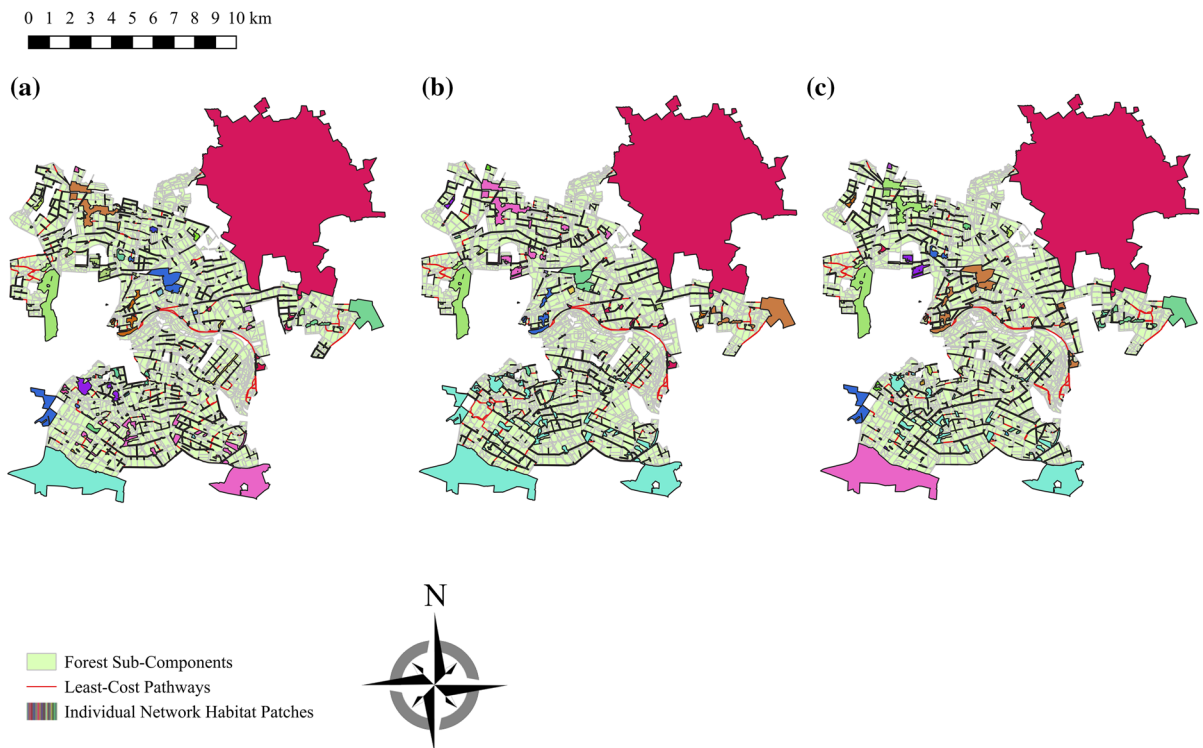 0 1 2 3 4 5 6 7 8 9 10 km
(a) (b) (c)
N
Forest Sub-Components
Least-Cost Pathways
Individual Network Habitat Patches